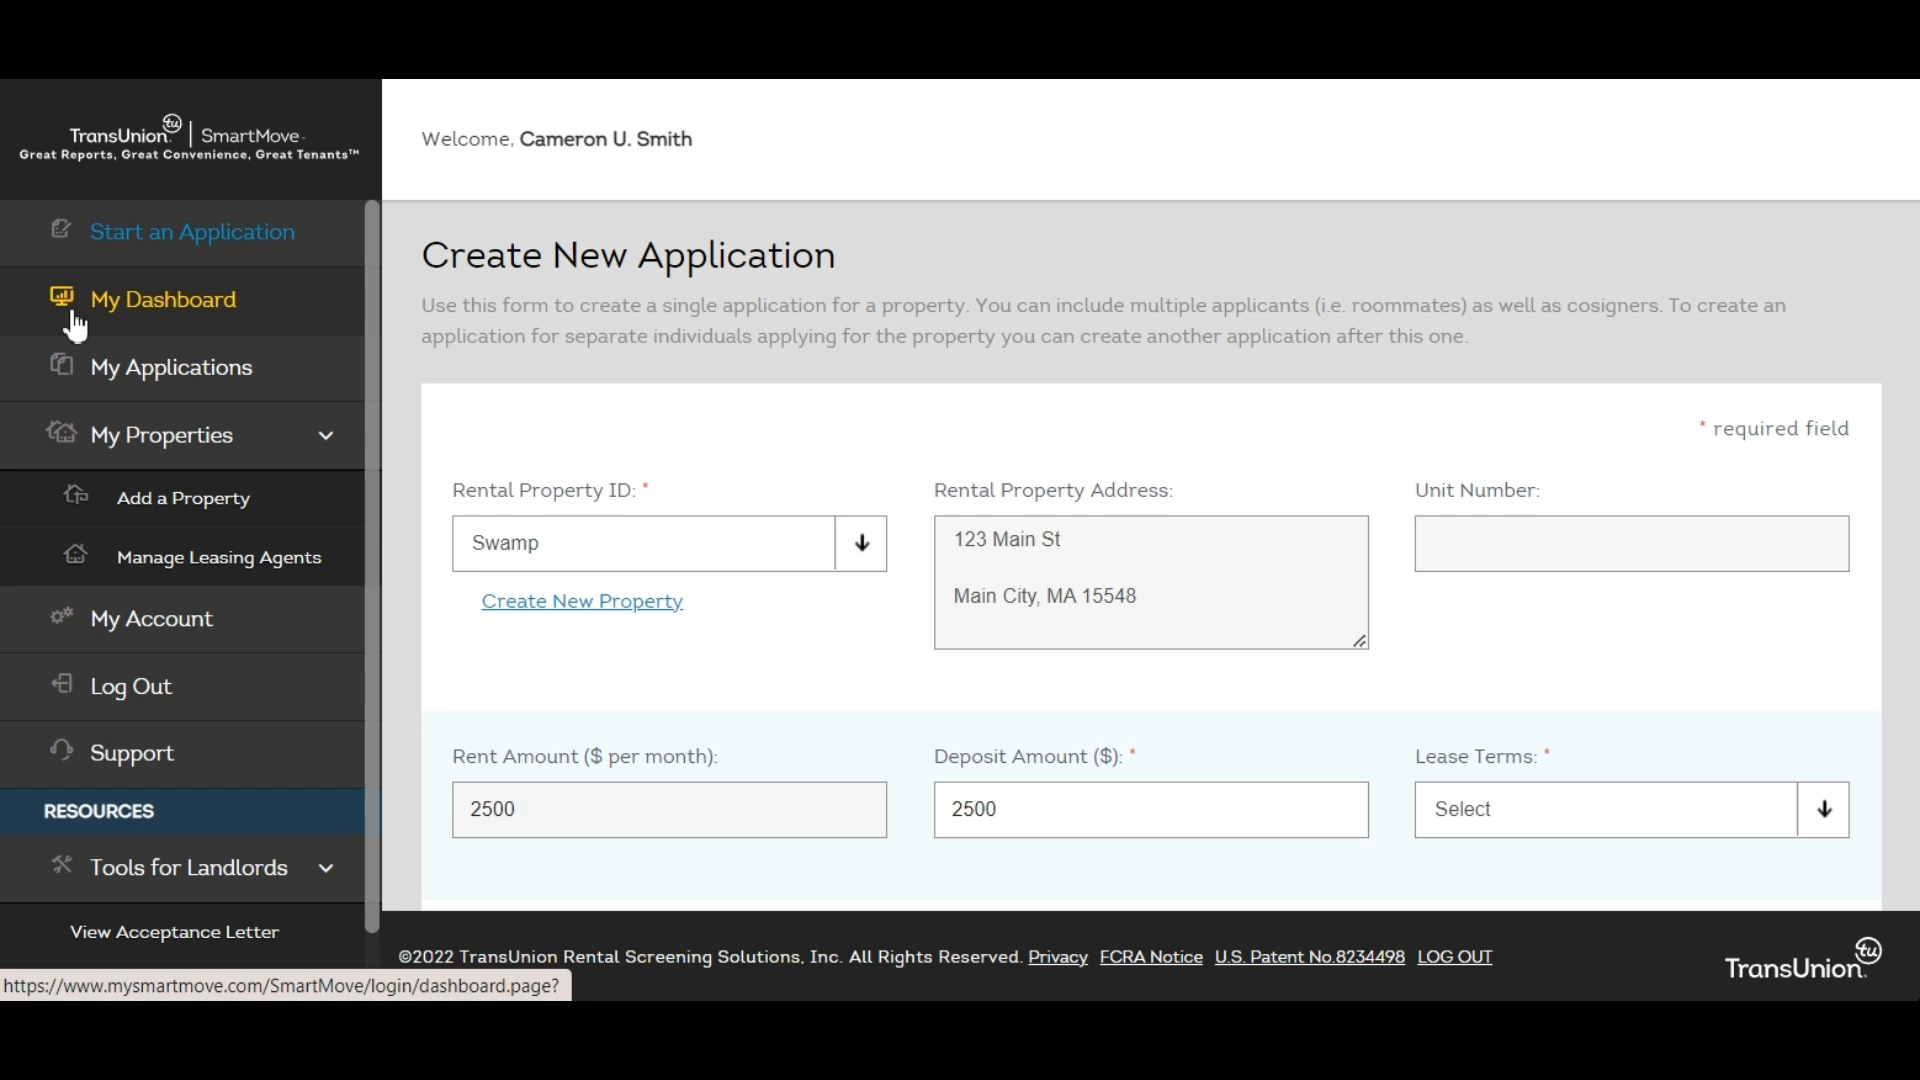 TransUnion | SmartMove
Great Reports, Great Convenience, Great Tenants™
Start an Application
My Dashboard
My Applications
My Properties
Add a Property
Manage Leasing Agents
My Account
Log Out
Support
RESOURCES
Tools for Landlords
View Acceptance Letter
https://www.mysmartmove.com/SmartMove/login/dashboard.page?
Welcome, Cameron U. Smith
Create New Application
Use this form to create a single application for a property. You can include multiple applicants (i.e. roommates) as well as cosigners. To create an
application for separate individuals applying for the property you can create another application after this one.
* required field
Rental Property ID: *
Swamp
Create New Property
Rental Property Address:
123 Main St
Main City, MA 15548
Unit Number:
Rent Amount ($ per month):
2500
Deposit Amount ($): *
2500
Lease Terms: *
Select
©2022 TransUnion Rental Screening Solutions, Inc. All Rights Reserved. Privacy FCRA Notice U.S. Patent No.8234498 LOG OUT
tu
TransUnion